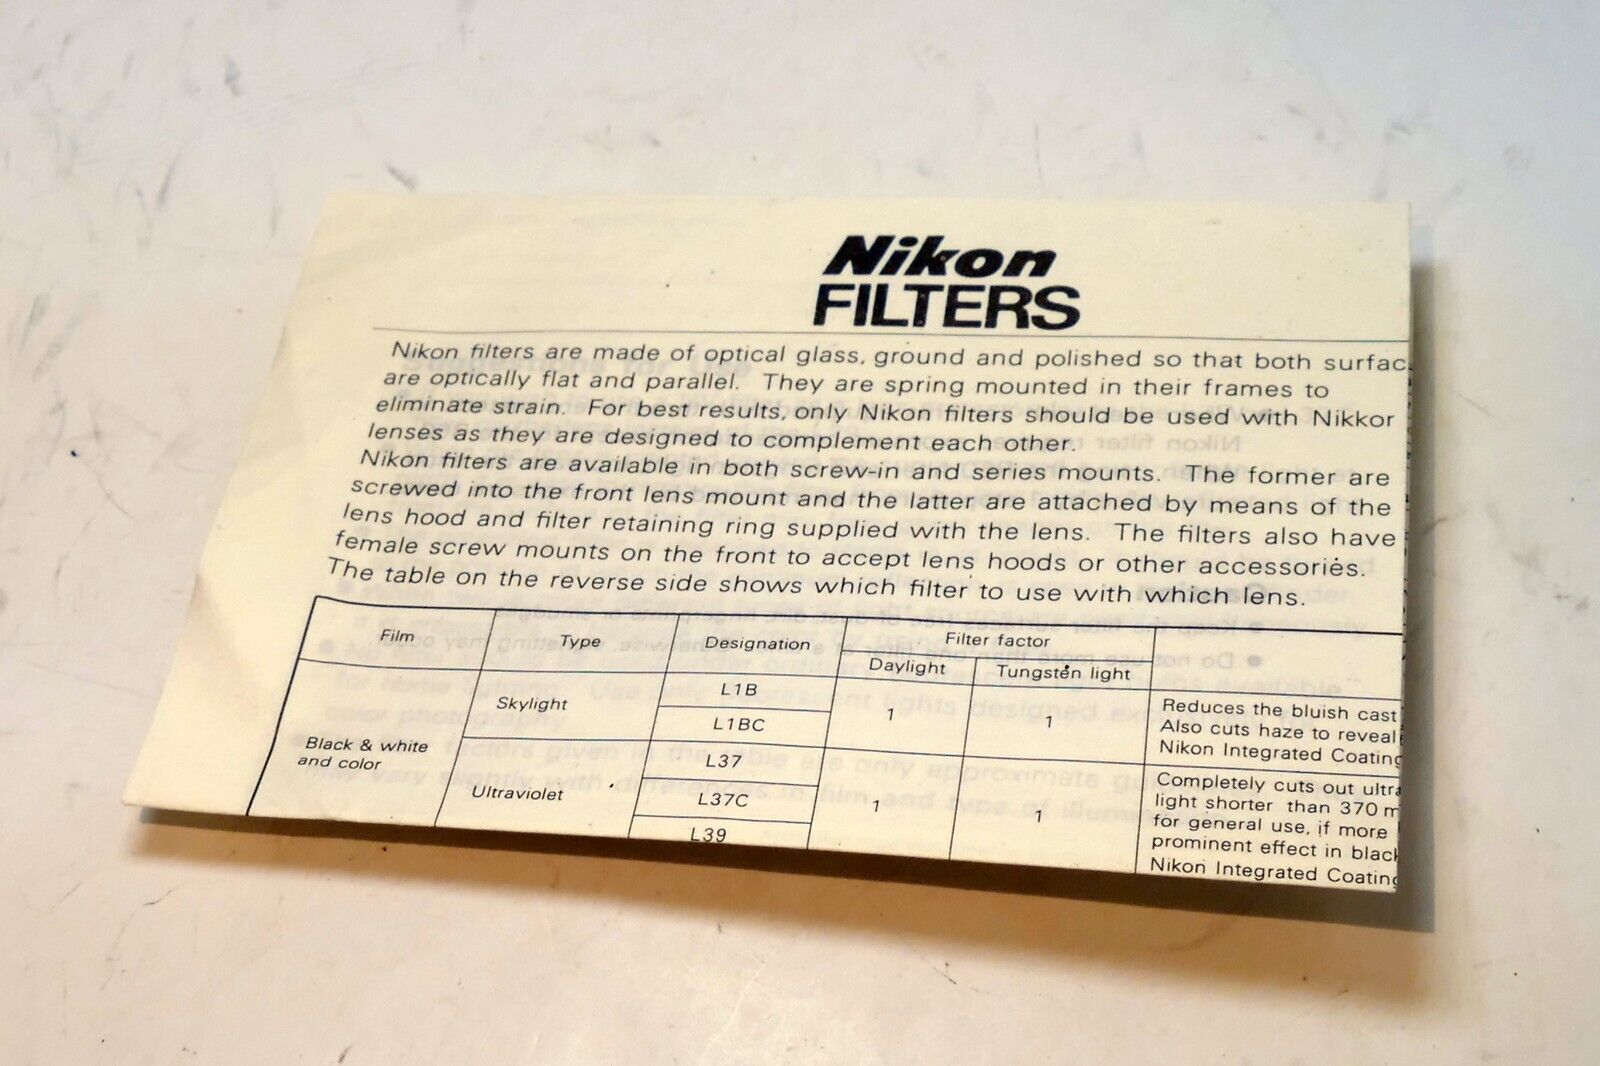 Nikon
FILTERS
Nikon filters are made of optical glass, ground and polished so that both surfac
are optically flat and parallel. They are spring mounted in their frames to
eliminate strain. For best results, only Nikon filters should be used with Nikkor
lenses as they are designed to complement each other.
Nikon filters are available in both screw-in and series mounts. The former are
screwed into the front lens mount and the latter are attached by means of the
lens hood and filter retaining ring supplied with the lens. The filters also have
female screw mounts on the front to accept lens hoods or other accessories.
The table on the reverse side shows which filter to use with which lens.
Film Type Designation Filter factor
Daylight Tungsten light
Black & white
and color
Skylight
L1B
L1BC
1 1
Reduces the bluish cast
Also cuts haze to reveal
Nikon Integrated Coating
Ultraviolet
L37
L37C
L39
1 1
Completely cuts out ultra
light shorter than 370 m
for general use, if more
prominent effect in black
Nikon Integrated Coating